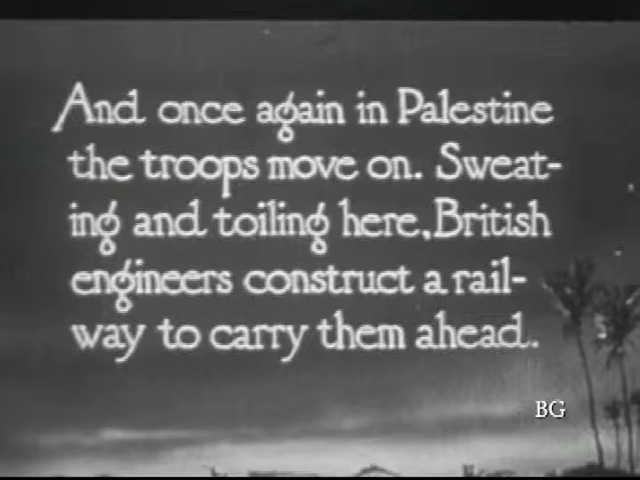 And once again in Palestine
the troops move on. Sweat-
ing and toiling here, British
engineers construct a rail-
way to carry them ahead.
BG